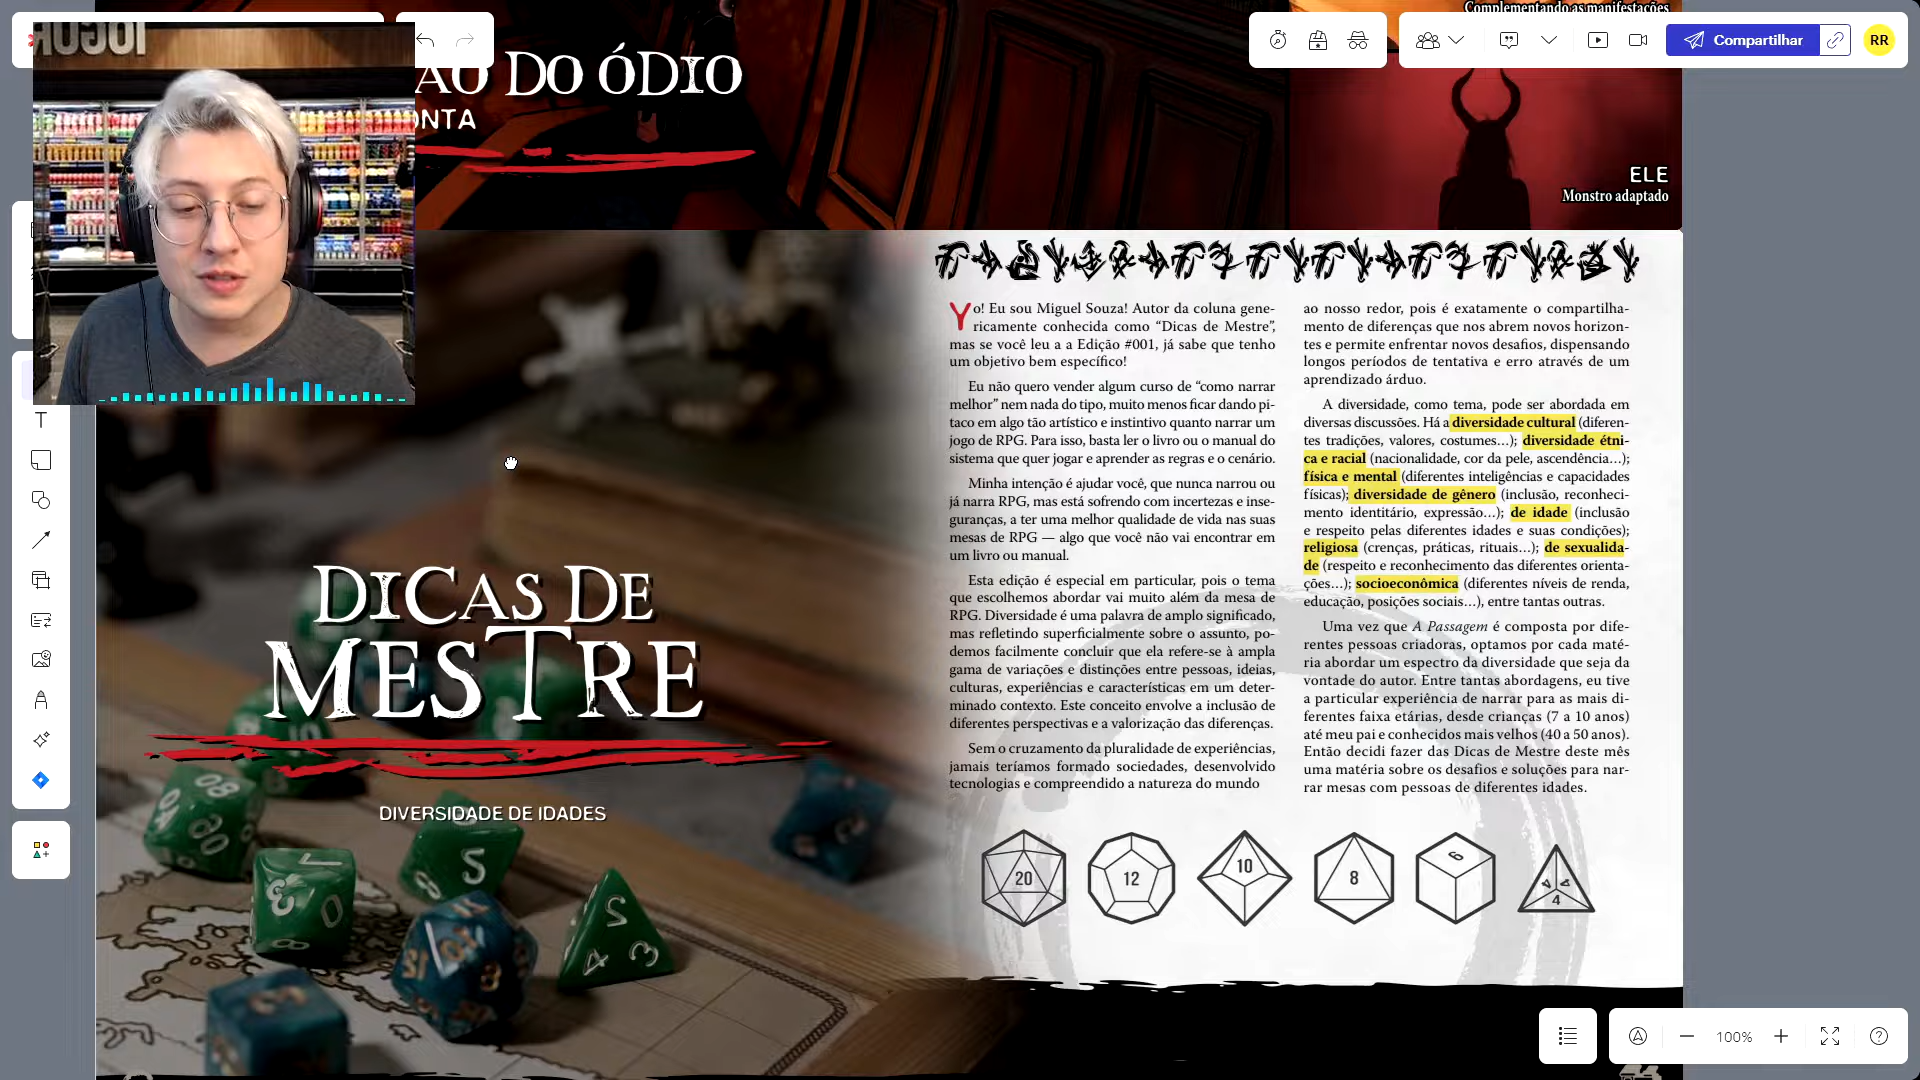 Complementando as manifestações
Compartilhar
RR
ÃO DO ÓDIO
ONTA
ELE
Monstro adaptado
DICAS DE
MESTRE
DIVERSIDADE DE IDADES
Yo! Eu sou Miguel Souza! Autor da coluna gene-
ricamente conhecida como “Dicas de Mestre”,
mas se você leu a a Edição #001, já sabe que tenho
um objetivo bem específico!
Eu não quero vender algum curso de “como narrar
melhor” nem nada do tipo, muito menos ficar dando pi-
taco em algo tão artístico e instintivo quanto narrar um
jogo de RPG. Para isso, basta ler o livro ou o manual do
sistema que quer jogar e aprender as regras e o cenário.
Minha intenção é ajudar você, que nunca narrou ou
já narra RPG, mas está sofrendo com incertezas e inse-
guranças, a ter uma melhor qualidade de vida nas suas
mesas de RPG — algo que você não vai encontrar em
um livro ou manual.
Esta edição é especial em particular, pois o tema
que escolhemos abordar vai muito além da mesa de
RPG. Diversidade é uma palavra de amplo significado,
mas refletindo superficialmente sobre o assunto, po-
demos facilmente concluir que ela refere-se à ampla
gama de variações e distinções entre pessoas, ideias,
culturas, experiências e características em um deter-
minado contexto. Este conceito envolve a inclusão de
diferentes perspectivas e a valorização das diferenças.
Sem o cruzamento da pluralidade de experiências,
jamais teríamos formado sociedades, desenvolvido
tecnologias e compreendido a natureza do mundo
ao nosso redor, pois é exatamente o compartilha-
mento de diferenças que nos abrem novos horizon-
tes e permite enfrentar novos desafios, dispensando
longos períodos de tentativa e erro através de um
aprendizado árduo.
A diversidade, como tema, pode ser abordada em
diversas discussões. Há a diversidade cultural (diferen-
tes tradições, valores, costumes…); diversidade étni-
ca e racial (nacionalidade, cor da pele, ascendência…);
física e mental (diferentes inteligências e capacidades
físicas); diversidade de gênero (inclusão, reconheci-
mento identitário, expressão…); de idade (inclusão
e respeito pelas diferentes idades e suas condições);
religiosa (crenças, práticas, rituais…); de sexualida-
de (respeito e reconhecimento das diferentes orienta-
ções…); socioeconômica (diferentes níveis de renda,
educação, posições sociais…), entre tantas outras.
Uma vez que A Passagem é composta por dife-
rentes pessoas criadoras, optamos por cada maté-
ria abordar um espectro da diversidade que seja da
vontade do autor. Entre tantas abordagens, eu tive
a particular experiência de narrar para as mais di-
ferentes faixa etárias, desde crianças (7 a 10 anos)
até meu pai e conhecidos mais velhos (40 a 50 anos).
Então decidi fazer das Dicas de Mestre deste mês
uma matéria sobre os desafios e soluções para nar-
rar mesas com pessoas de diferentes idades.
20
12
10
8
6
4
100%